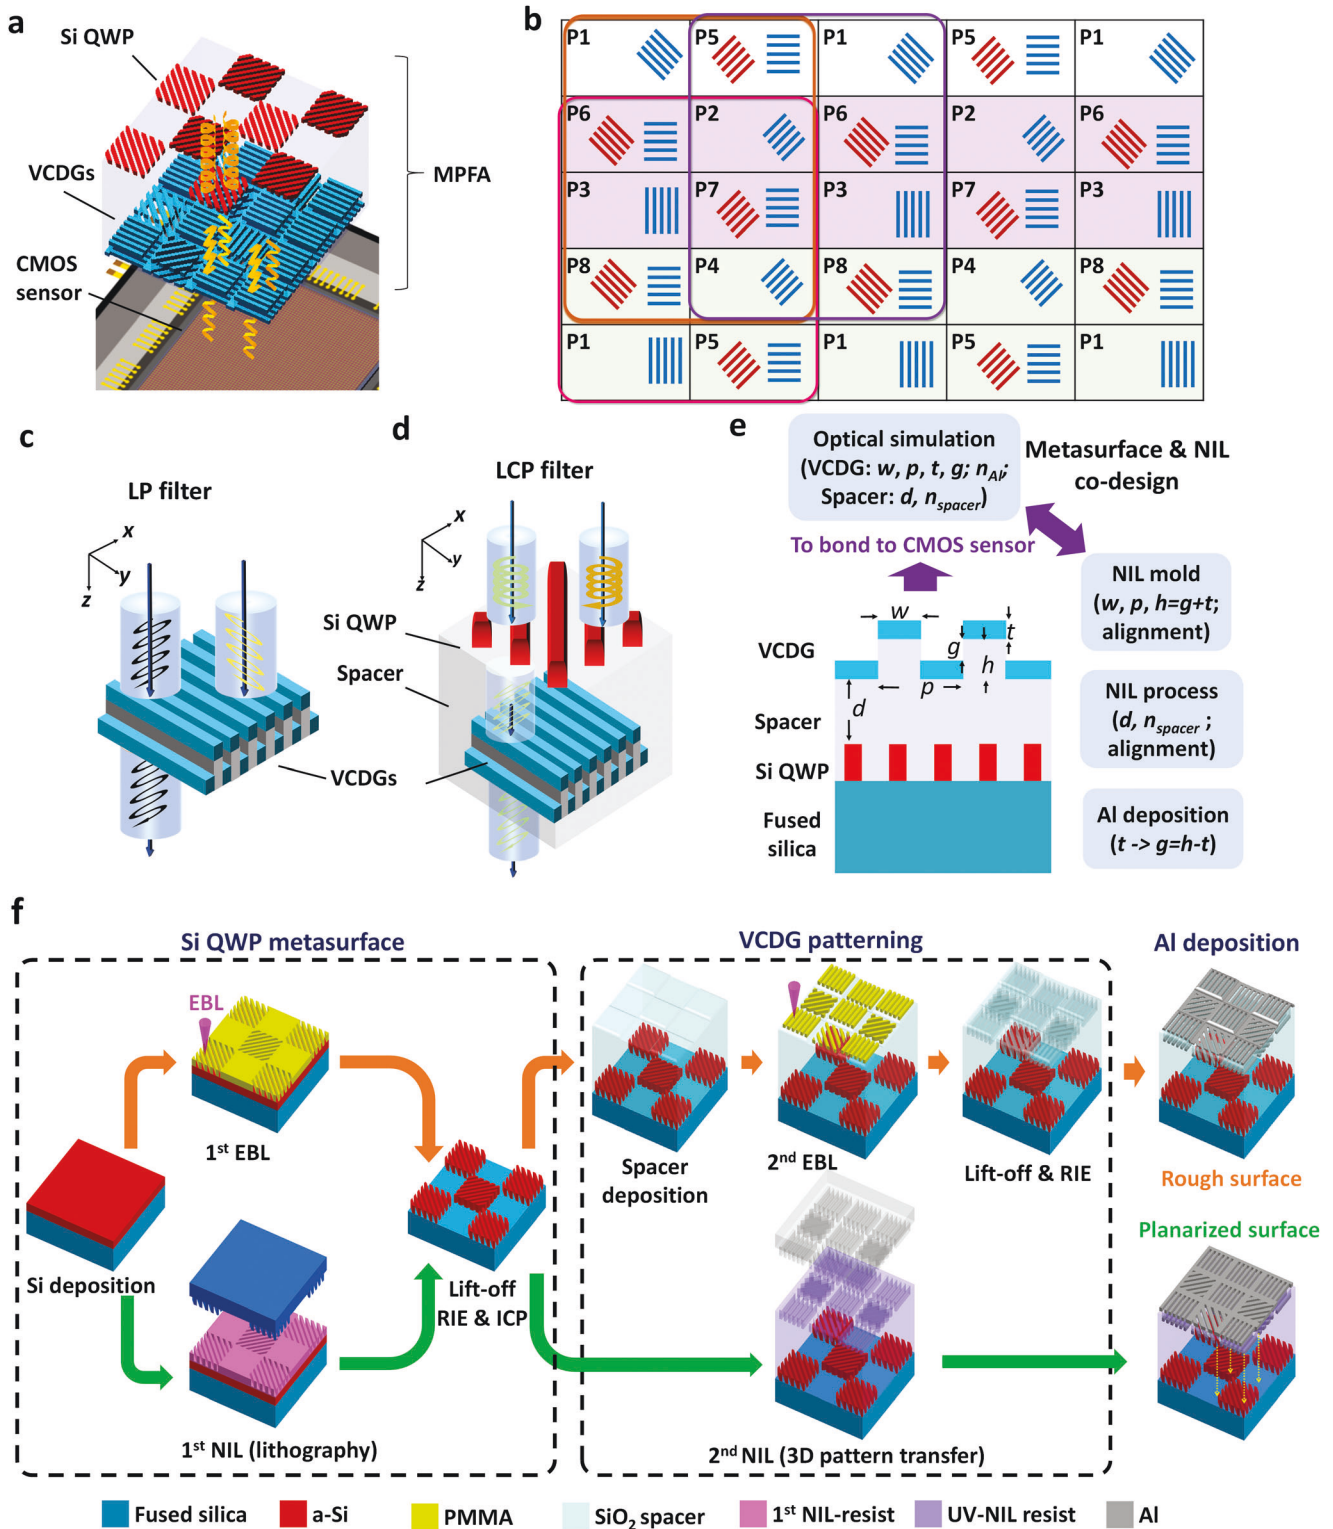 a
Si QWP
VCDGs
CMOS
sensor
MPFA
b
P1 P5 P1 P5 P1
P6 P2 P6 P2 P6
P3 P7 P3 P7 P3
P8 P4 P8 P4 P8
P1 P5 P1 P5 P1
c
LP filter
x
y
z
d
LCP filter
x
y
z
Si QWP
Spacer
VCDGs
e
Optical simulation
(VCDG: w, p, t, g; n_Al;
Spacer: d, n_spacer)
Metasurface & NIL
co-design
To bond to CMOS sensor
NIL mold
(w, p, h=g+t;
alignment)
NIL process
(d, n_spacer ;
alignment)
Al deposition
(t -> g=h-t)
w
t
g
h
p
d
VCDG
Spacer
Si QWP
Fused
silica
f
Si QWP metasurface
VCDG patterning
Al deposition
EBL
1st EBL
Si deposition
Lift-off
RIE & ICP
1st NIL (lithography)
Spacer
deposition
2nd EBL
Lift-off & RIE
Rough surface
Planarized surface
2nd NIL (3D pattern transfer)
Fused silica
a-Si
PMMA
SiO2 spacer
1st NIL-resist
UV-NIL resist
Al